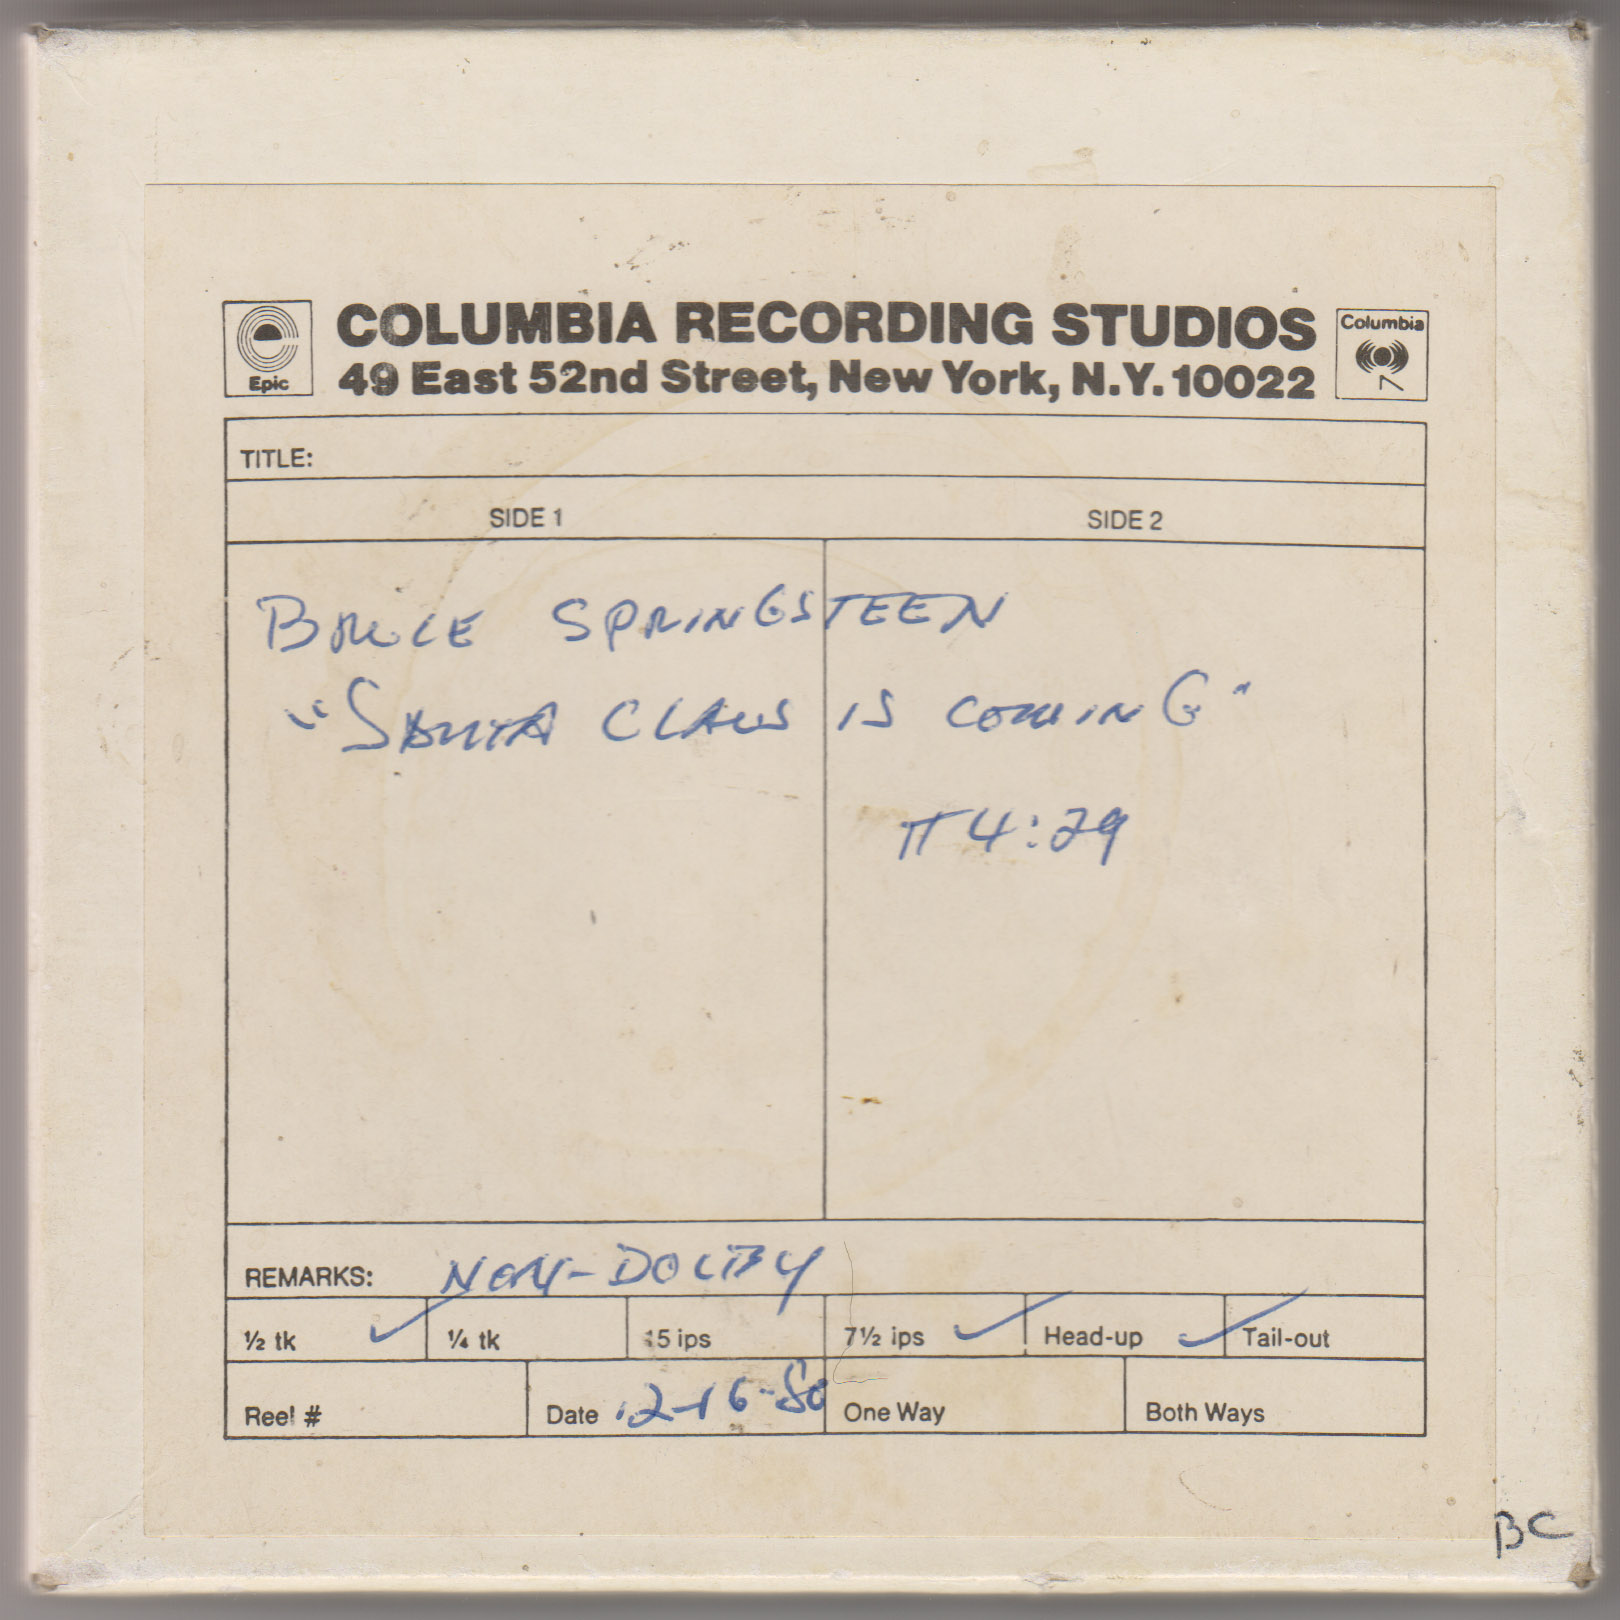 Epic
COLUMBIA RECORDING STUDIOS
Columbia
49 East 52nd Street, New York, N.Y. 10022
TITLE:
SIDE 1 SIDE 2
BRUCE SPRINGSTEEN
"SANTA CLAUS IS COMING"
TT 4:29
REMARKS: NON-DOLBY
½ tk ✓ ¼ tk 15 ips 7½ ips ✓ Head-up ✓ Tail-out
Reel # Date 12-16-80 One Way Both Ways
BC